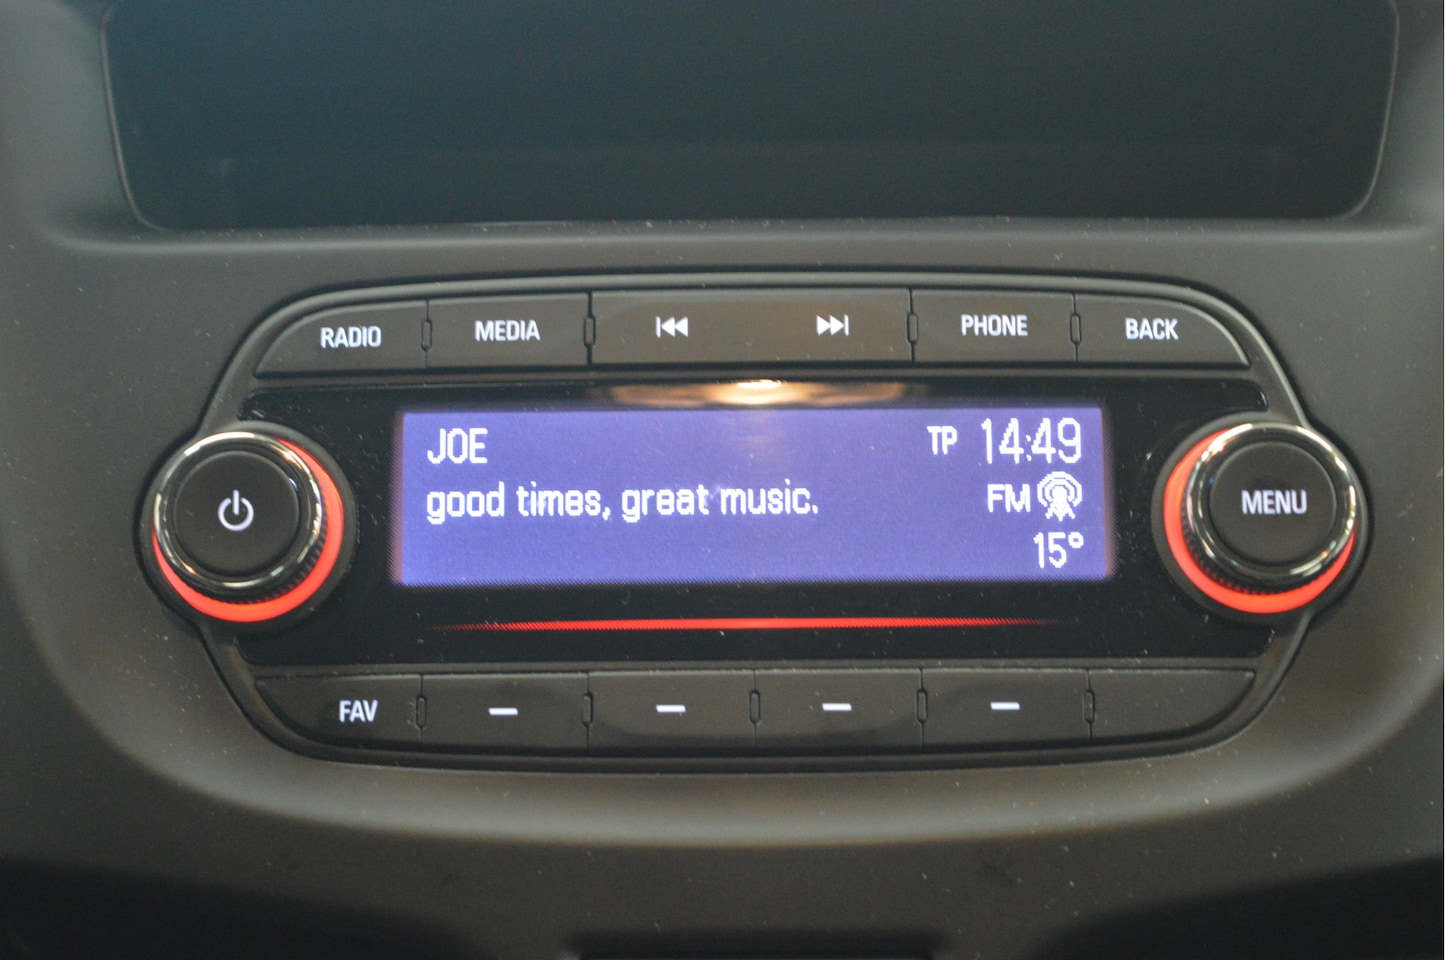 RADIO MEDIA PHONE BACK
JOE TP 14:49
good times, great music. FM
15°
MENU
FAV